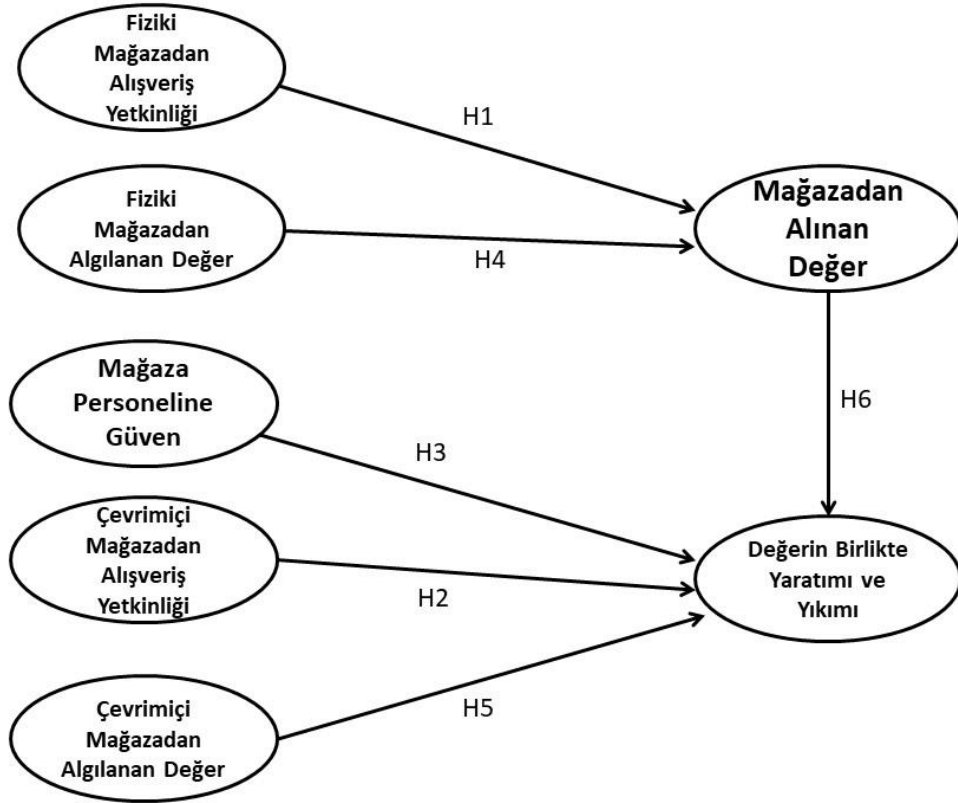 Fiziki
Mağazadan
Alışveriş
Yetkinliği
H1
Fiziki
Mağazadan
Algılanan Değer
H4
Mağazadan
Alınan
Değer
Mağaza
Personeline
Güven
H3
H6
Çevrimiçi
Mağazadan
Alışveriş
Yetkinliği
H2
Değerin Birlikte
Yaratımı ve
Yıkımı
Çevrimiçi
Mağazadan
Algılanan Değer
H5